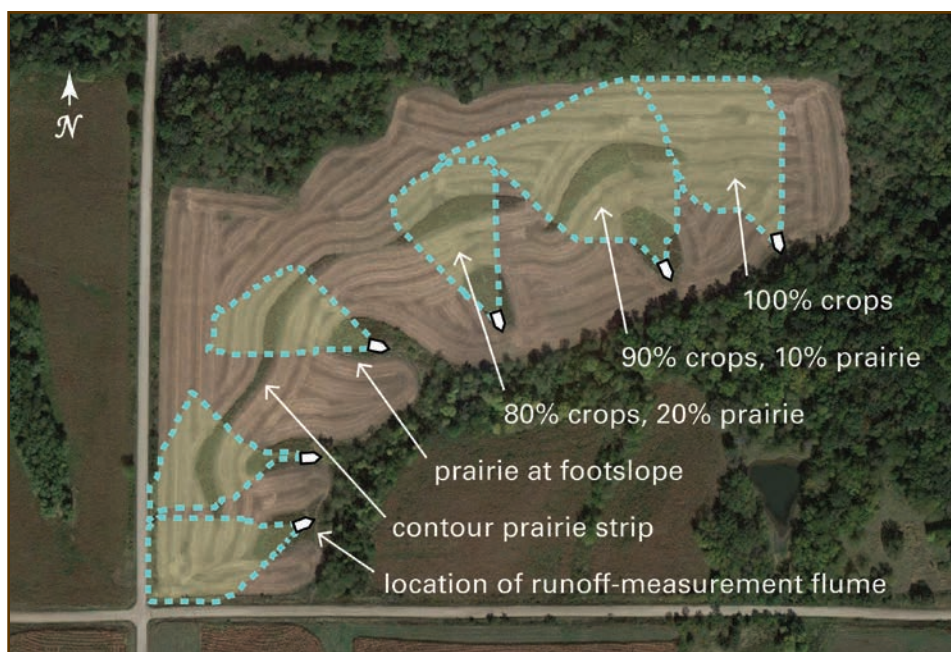 N
100% crops
90% crops, 10% prairie
80% crops, 20% prairie
prairie at footslope
contour prairie strip
location of runoff-measurement flume